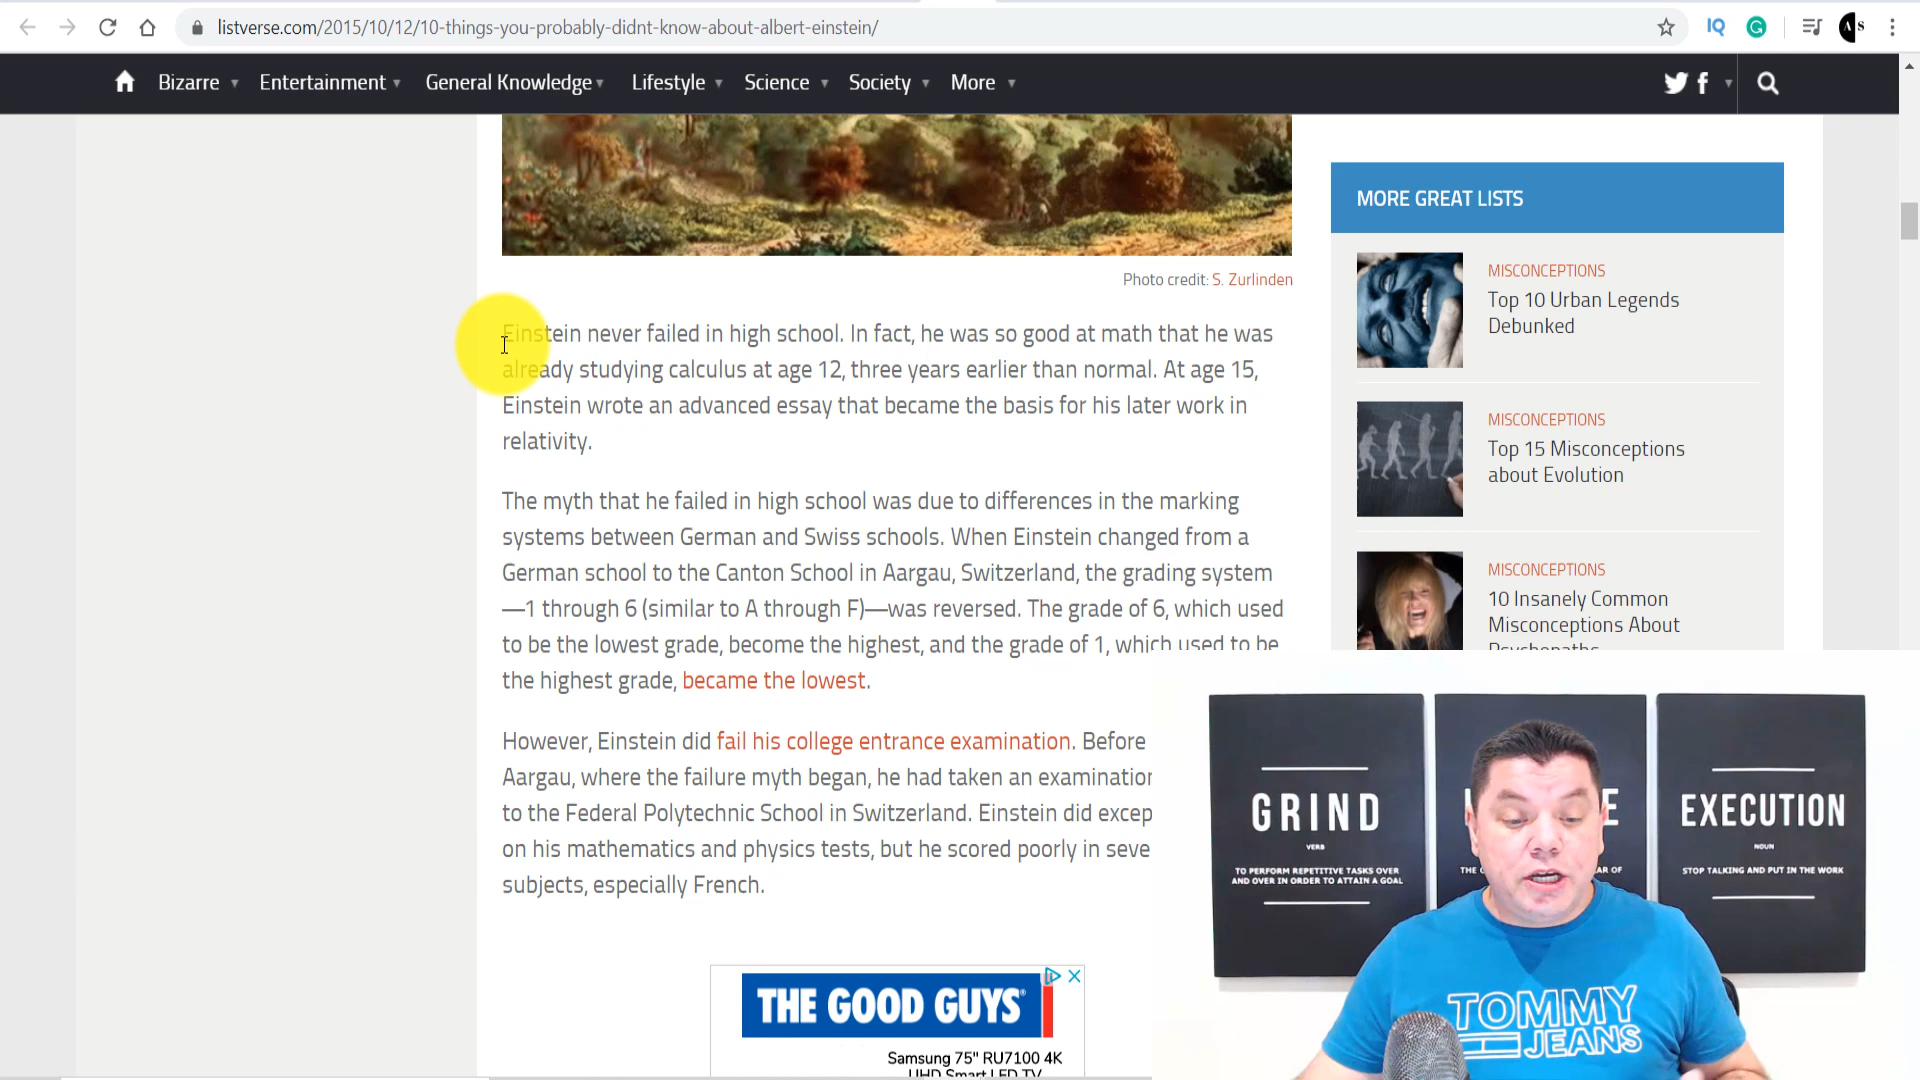 listverse.com/2015/10/12/10-things-you-probably-didnt-know-about-albert-einstein/
Bizarre Entertainment General Knowledge Lifestyle Science Society More
Photo credit: S. Zurlinden
Einstein never failed in high school. In fact, he was so good at math that he was
already studying calculus at age 12, three years earlier than normal. At age 15,
Einstein wrote an advanced essay that became the basis for his later work in
relativity.
The myth that he failed in high school was due to differences in the marking
systems between German and Swiss schools. When Einstein changed from a
German school to the Canton School in Aargau, Switzerland, the grading system
—1 through 6 (similar to A through F)—was reversed. The grade of 6, which used
to be the lowest grade, become the highest, and the grade of 1, which used to be
the highest grade, became the lowest.
However, Einstein did fail his college entrance examination. Before
Aargau, where the failure myth began, he had taken an examination
to the Federal Polytechnic School in Switzerland. Einstein did excep
on his mathematics and physics tests, but he scored poorly in seve
subjects, especially French.
MORE GREAT LISTS
MISCONCEPTIONS
Top 10 Urban Legends
Debunked
MISCONCEPTIONS
Top 15 Misconceptions
about Evolution
MISCONCEPTIONS
10 Insanely Common
Misconceptions About
Psychopaths
THE GOOD GUYS
Samsung 75" RU7100 4K
UHD Smart LED TV
GRIND
VERB
TO PERFORM REPETITIVE TASKS OVER
AND OVER IN ORDER TO ATTAIN A GOAL
EXECUTION
NOUN
STOP TALKING AND PUT IN THE WORK
TOMMY
JEANS